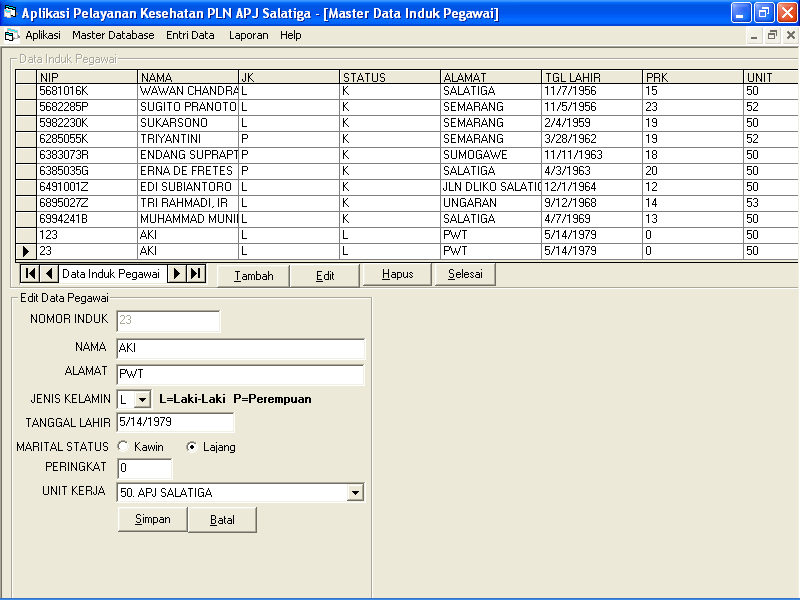 Aplikasi Pelayanan Kesehatan PLN APJ Salatiga - [Master Data Induk Pegawai]
Aplikasi Master Database Entri Data Laporan Help
Data Induk Pegawai
NIP NAMA JK STATUS ALAMAT TGL LAHIR PRK UNIT
5681016K WAWAN CHANDRA L K SALATIGA 11/7/1956 15 50
5682285P SUGITO PRANOTO L K SEMARANG 11/5/1956 23 52
5982230K SUKARSONO L K SEMARANG 2/4/1959 19 50
6285055K TRIYANTINI P K SEMARANG 3/28/1962 19 52
6383073R ENDANG SUPRAPT P K SUMOGAWE 11/11/1963 18 50
6385035G ERNA DE FRETES P K SALATIGA 4/3/1963 20 50
6491001Z EDI SUBIANTORO L K JLN DLIKO SALATIG 12/1/1964 12 50
6895027Z TRI RAHMADI, IR L K UNGARAN 9/12/1968 14 53
6994241B MUHAMMAD MUNII L K SALATIGA 4/7/1969 13 50
123 AKI L L PWT 5/14/1979 0 50
23 AKI L L PWT 5/14/1979 0 50
Data Induk Pegawai Tambah Edit Hapus Selesai
Edit Data Pegawai
NOMOR INDUK 23
NAMA AKI
ALAMAT PWT
JENIS KELAMIN L L=Laki-Laki P=Perempuan
TANGGAL LAHIR 5/14/1979
MARITAL STATUS Kawin Lajang
PERINGKAT 0
UNIT KERJA 50. APJ SALATIGA
Simpan Batal